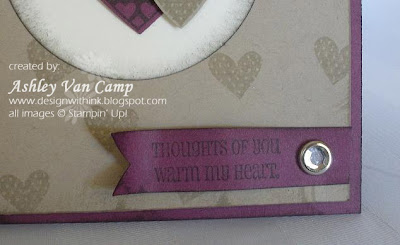 created by:
Ashley Van Camp
www.designwithink.blogspot.com
all images © Stampin' Up!
Thoughts of you
warm my heart.